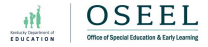 Kentucky Department of
EDUCATION
OSEEL
Office of Special Education & Early Learning